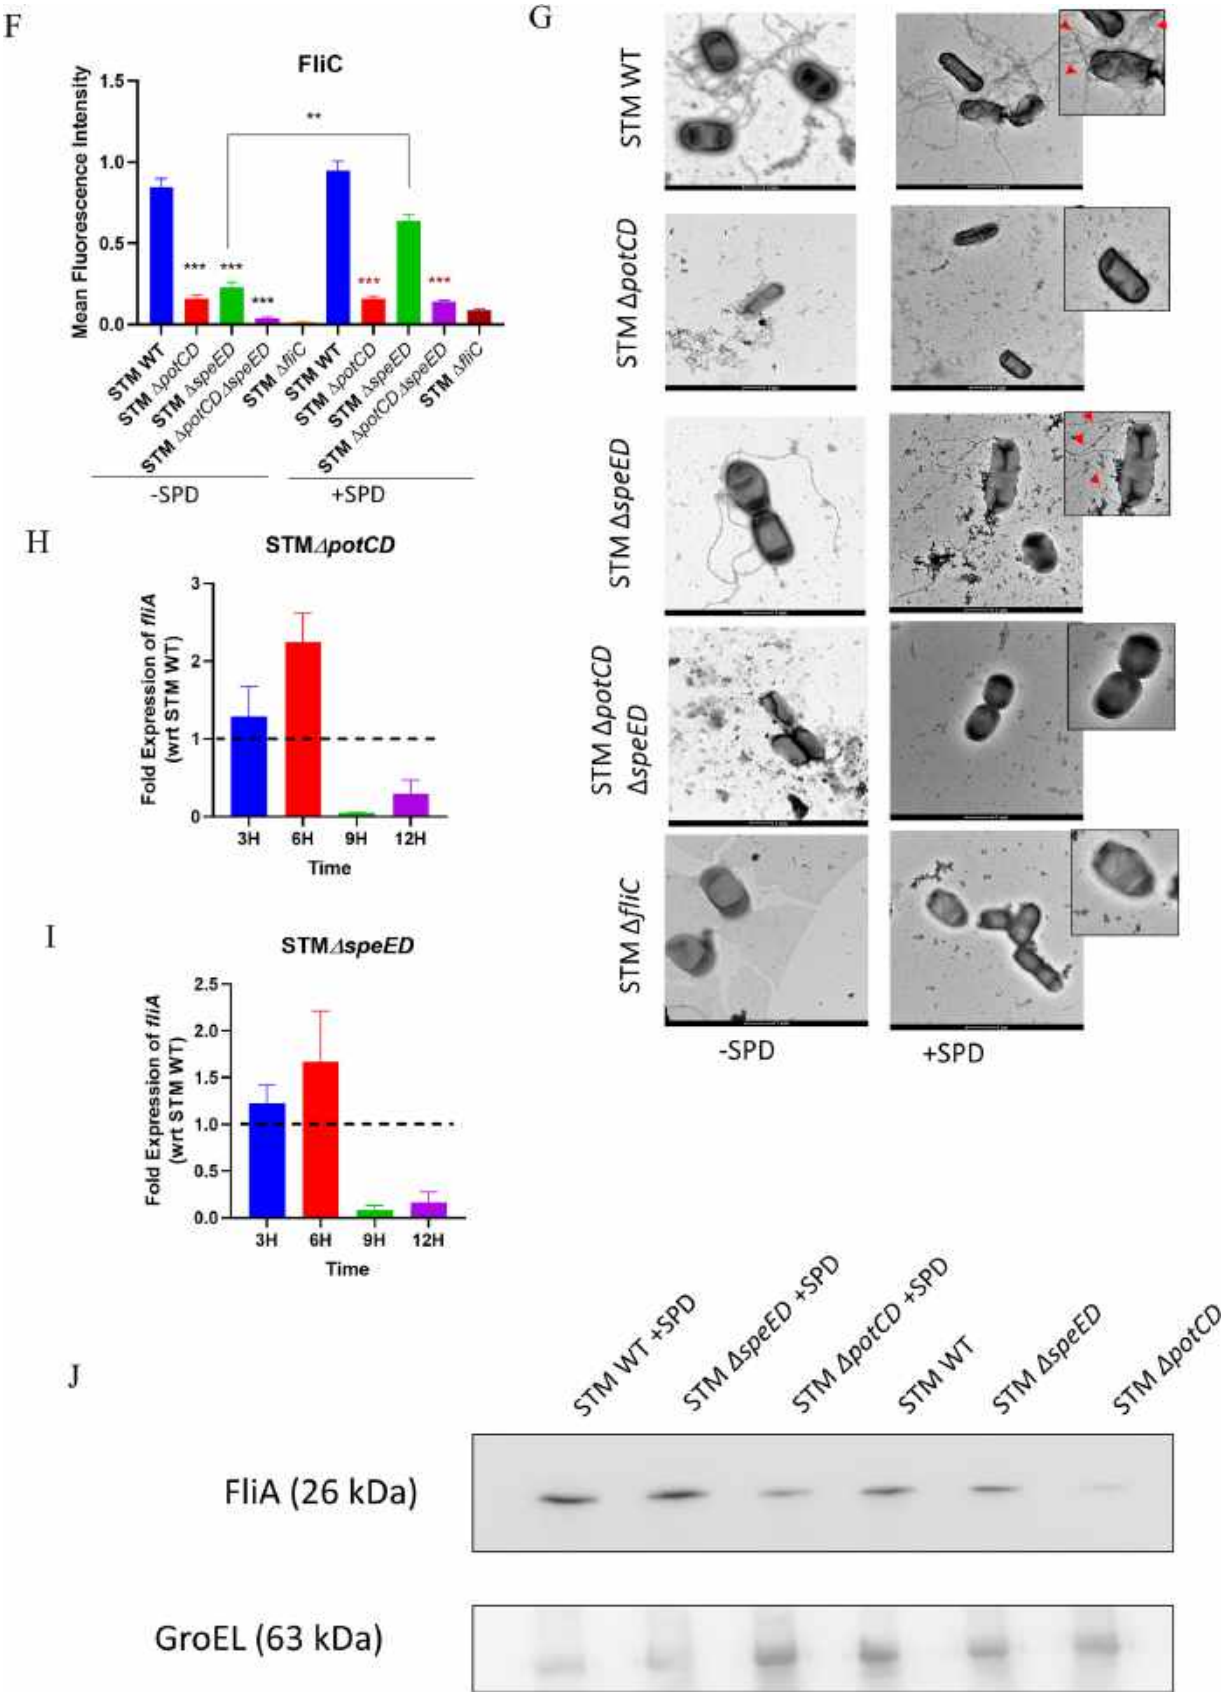 F
FliC
Mean Fluorescence Intensity
1.5
1.0
0.5
0.0
**
***
***
***
***
***
STM WT
STM ΔpotCD
STM ΔspeED
STM ΔpotCDΔspeED
STM ΔfliC
STM WT
STM ΔpotCD
STM ΔspeED
STM ΔpotCDΔspeED
STM ΔfliC
-SPD
+SPD
G
STM WT
STM ΔpotCD
STM ΔspeED
STM ΔpotCD
ΔspeED
STM ΔfliC
-SPD
+SPD
H
STMΔpotCD
Fold Expression of fliA
(wrt STM WT)
3
2
1
0
3H 6H 9H 12H
Time
I
STMΔspeED
Fold Expression of fliA
(wrt STM WT)
2.5
2.0
1.5
1.0
0.5
0.0
3H 6H 9H 12H
Time
J
STM WT +SPD
STM ΔspeED +SPD
STM ΔpotCD +SPD
STM WT
STM ΔspeED
STM ΔpotCD
FliA (26 kDa)
GroEL (63 kDa)